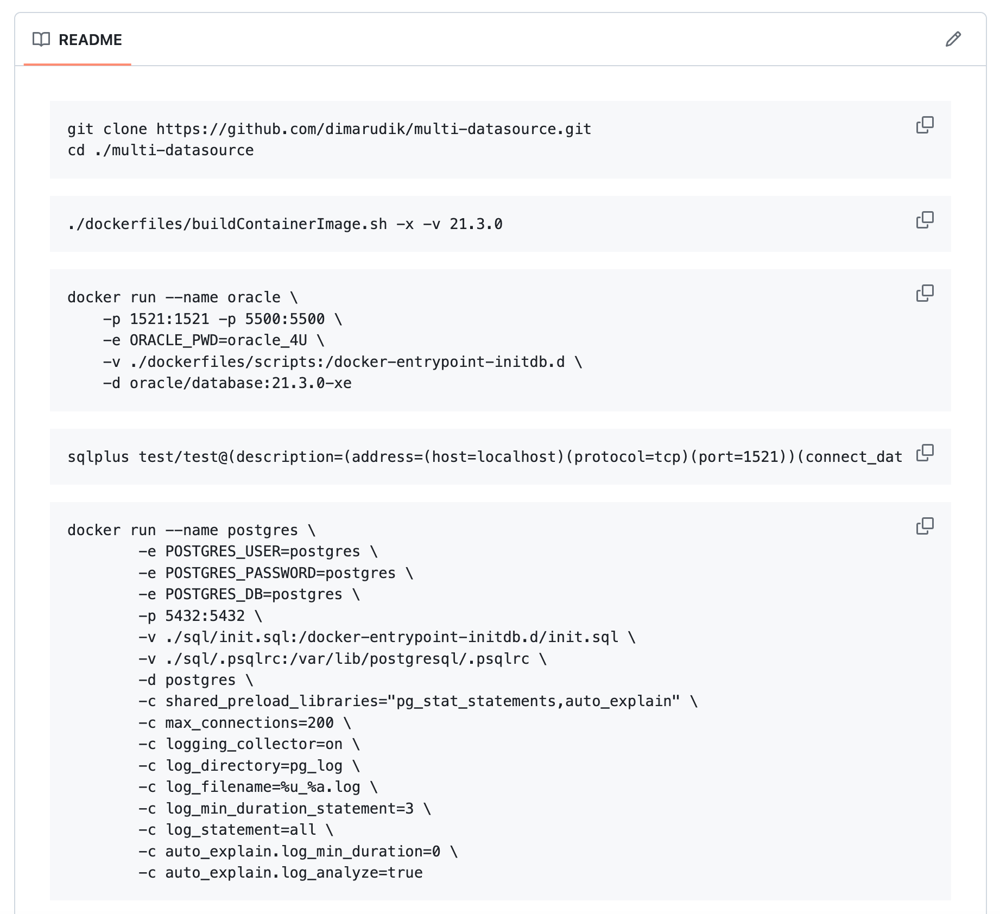 README
git clone https://github.com/dimarudik/multi-datasource.git
cd ./multi-datasource
./dockerfiles/buildContainerImage.sh -x -v 21.3.0
docker run --name oracle \
    -p 1521:1521 -p 5500:5500 \
    -e ORACLE_PWD=oracle_4U \
    -v ./dockerfiles/scripts:/docker-entrypoint-initdb.d \
    -d oracle/database:21.3.0-xe
sqlplus test/test@(description=(address=(host=localhost)(protocol=tcp)(port=1521))(connect_dat
docker run --name postgres \
        -e POSTGRES_USER=postgres \
        -e POSTGRES_PASSWORD=postgres \
        -e POSTGRES_DB=postgres \
        -p 5432:5432 \
        -v ./sql/init.sql:/docker-entrypoint-initdb.d/init.sql \
        -v ./sql/.psqlrc:/var/lib/postgresql/.psqlrc \
        -d postgres \
        -c shared_preload_libraries="pg_stat_statements,auto_explain" \
        -c max_connections=200 \
        -c logging_collector=on \
        -c log_directory=pg_log \
        -c log_filename=%u_%a.log \
        -c log_min_duration_statement=3 \
        -c log_statement=all \
        -c auto_explain.log_min_duration=0 \
        -c auto_explain.log_analyze=true